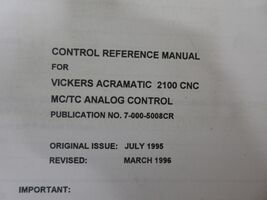 CONTROL REFERENCE MANUAL
FOR
VICKERS ACRAMATIC 2100 CNC
MC/TC ANALOG CONTROL
PUBLICATION NO. 7-000-5008CR
ORIGINAL ISSUE: JULY 1995
REVISED: MARCH 1996
IMPORTANT: